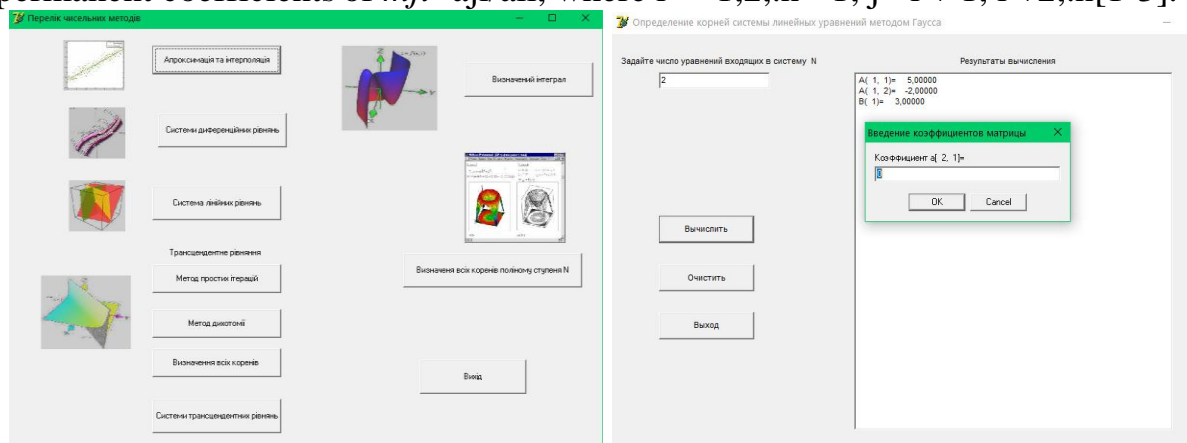 Перелік чисельних методів
Апроксимація та інтерполяція
Системи диференційних рівнянь
Система лінійних рівнянь
Трансцендентне рівняння
Метод простих ітерацій
Метод дихотомії
Визначення всіх коренів
Системи трансцендентних рівнянь
Визначений інтеграл
Визначеня всіх коренів поліному ступеня N
Вихід
Определение корней системы линейных уравнений методом Гаусса
Задайте число уравнений входящих в систему N
2
Вычислить
Очистить
Выход
Результаты вычисления
A( 1, 1)= 5,00000
A( 1, 2)= -2,00000
B( 1)= 3,00000
Введение коэффициентов матрицы
Коэффициент a[ 2, 1]=
0
OK Cancel